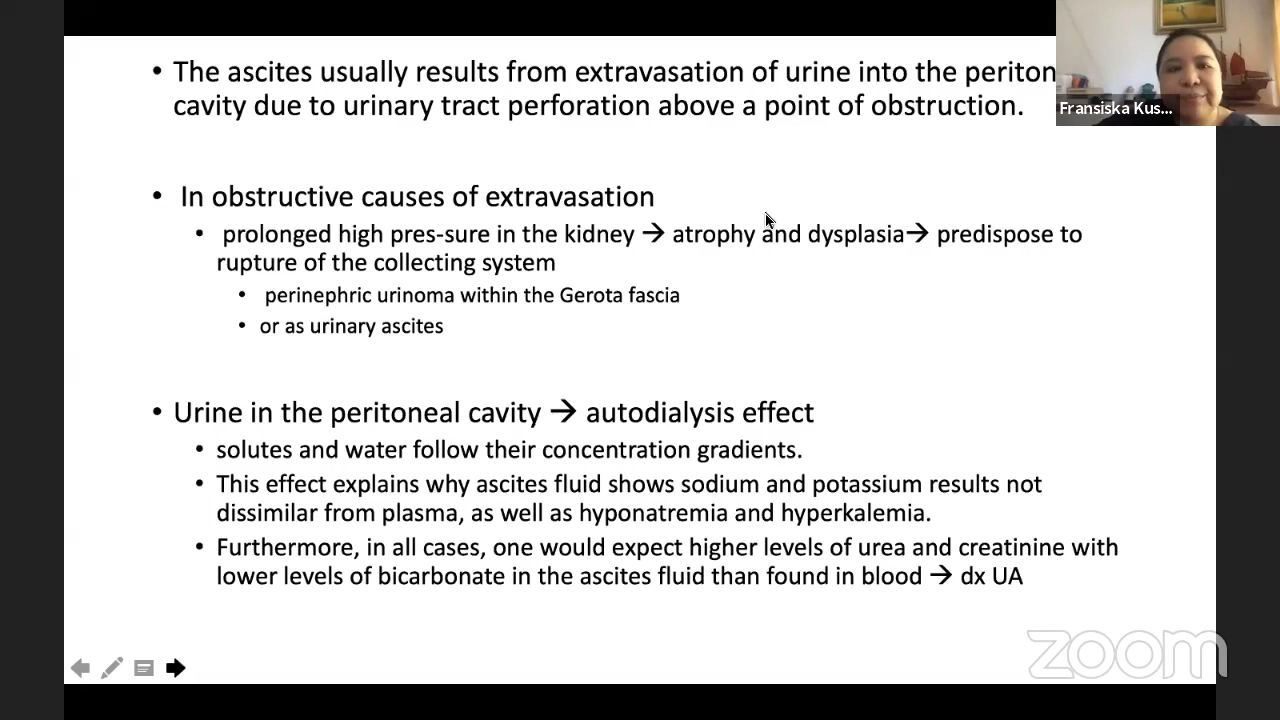 • The ascites usually results from extravasation of urine into the periton
cavity due to urinary tract perforation above a point of obstruction.
Fransiska Kus...
• In obstructive causes of extravasation
• prolonged high pres-sure in the kidney → atrophy and dysplasia→ predispose to
rupture of the collecting system
• perinephric urinoma within the Gerota fascia
• or as urinary ascites
• Urine in the peritoneal cavity → autodialysis effect
• solutes and water follow their concentration gradients.
• This effect explains why ascites fluid shows sodium and potassium results not
dissimilar from plasma, as well as hyponatremia and hyperkalemia.
• Furthermore, in all cases, one would expect higher levels of urea and creatinine with
lower levels of bicarbonate in the ascites fluid than found in blood → dx UA
zoom